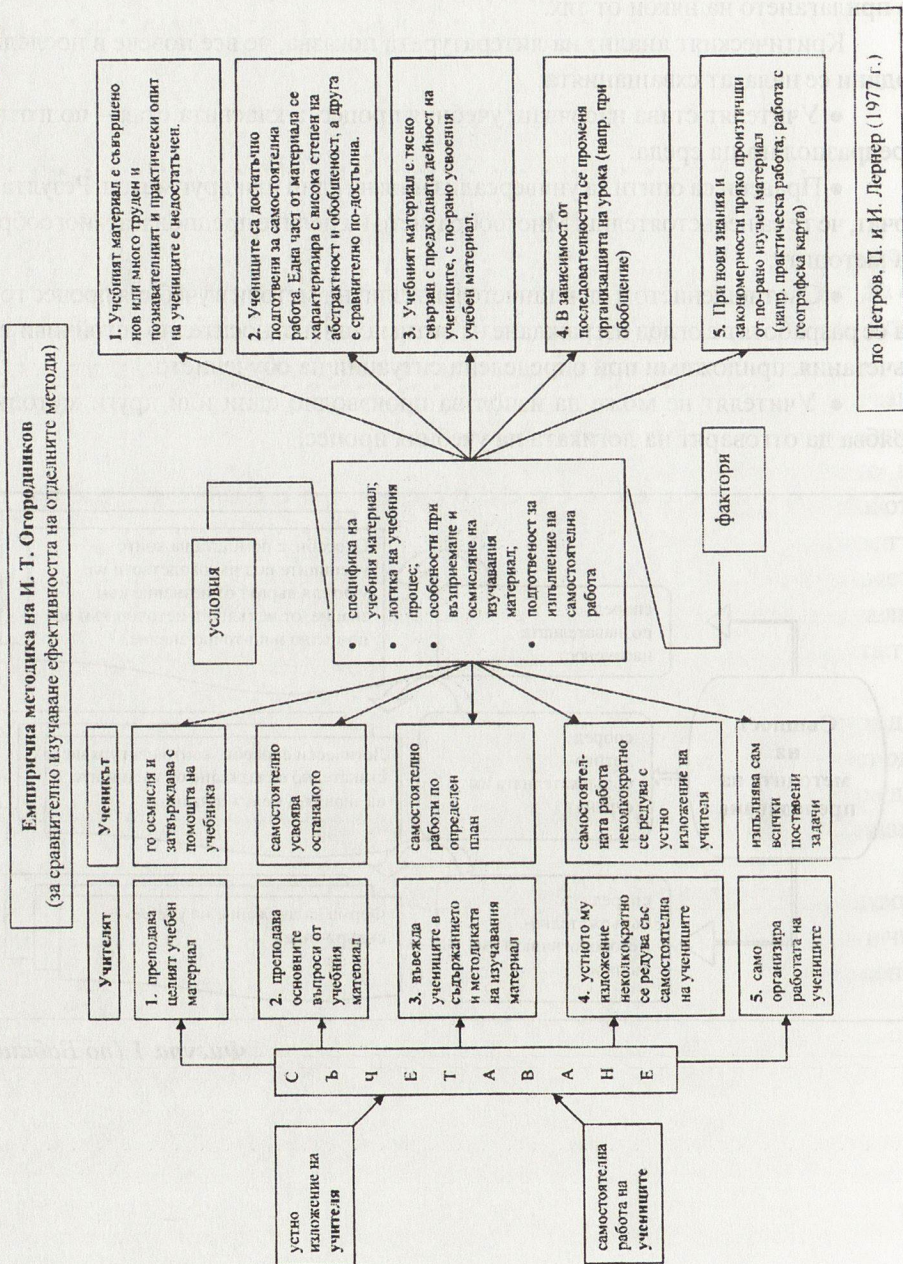 Емпирична методика на И. Т. Огородников
(за сравнително изучаване ефективността на отделните методи)
устно
изложение на
учителя
самостоятелна
работа на
учениците
С
Ъ
Ч
Е
Т
А
В
А
Н
Е
Учителят
1. преподава
целият учебен
материал
2. преподава
основните
въпроси от
учебния
материал
3. въвежда
учениците в
съдържанието
и методиката
на изучавания
материал
4. устното му
изложение
неколкократно
се редува със
самостоятелна
на учениците
5. само
организира
работата на
учениците
Ученикът
го осмисля и
затвърждава с
помощта на
учебника
самостоятелно
усвоява
останалото
самостоятелно
работи по
определен
план
самостоятел-
ната работа
неколкократно
се редува с
устно
изложение на
учителя
изпълнява сам
всички
поставени
задачи
условия
• специфика на
учебния материал;
• логика на учебния
процес;
• особености при
възприемане и
осмисляне на
изучавания
материал;
• подготвеност за
изпълнение на
самостоятелна
работа
фактори
1. Учебният материал е съвършено
нов или много труден и
познавателният и практическия опит
на учениците е недостатъчен.
2. Учениците са достатъчно
подготвени за самостоятелна
работаЕдна част от материала се
характеризира с висока степен на
абстрактност и обобщеност, а друга
е сравнително по-достъпна.
3. Учебният материал е тясно
свързан с предходната дейност на
учениците, с по-рано усвоения
учебен материал.
4. В зависимост от
последователността се променя
организацията на урока (напр. при
обобщение)
5. При нови знания и
закономерности пряко произтичащи
от по-рано изучен материал
(напр. практическа работа; работа с
географска карта)
по Петров, П. и И. Лернер (1977г.)